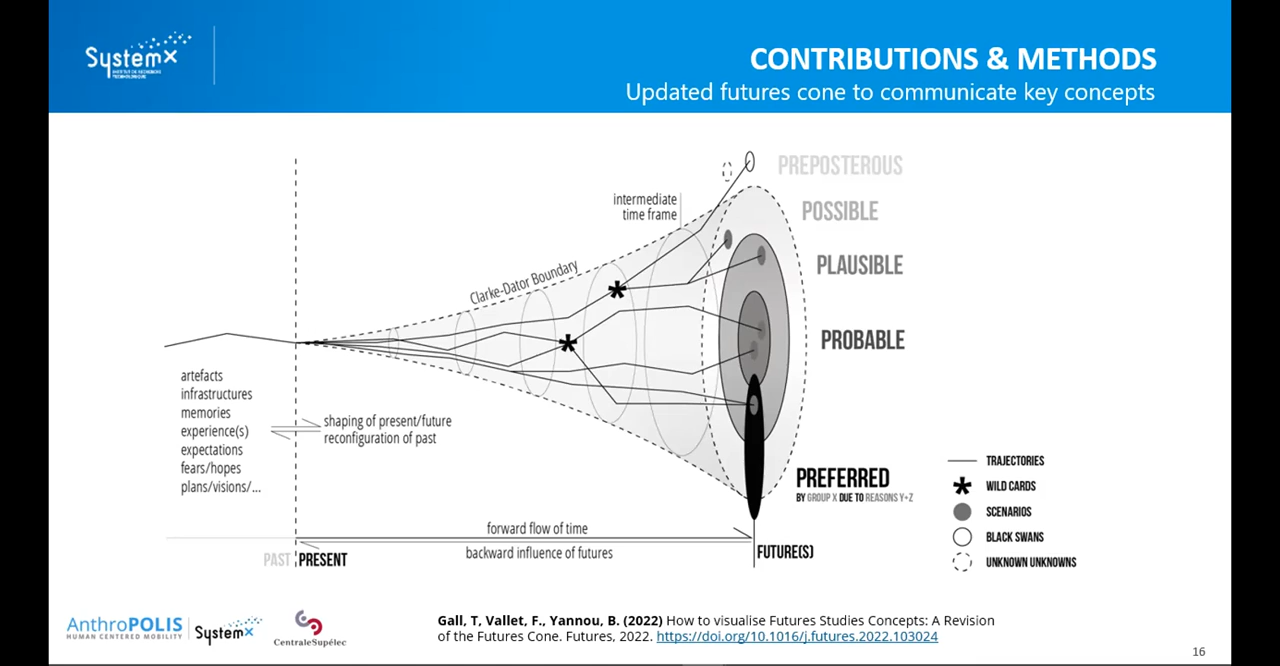 SystemX
INSTITUT DE RECHERCHE
TECHNOLOGIQUE
CONTRIBUTIONS & METHODS
Updated futures cone to communicate key concepts
PREPOSTEROUS
POSSIBLE
PLAUSIBLE
PROBABLE
intermediate
time frame
Clarke-Dator Boundary
artefacts
infrastructures
memories
experience(s)
expectations
fears/hopes
plans/visions/...
shaping of present/future
reconfiguration of past
PREFERRED
BY GROUP X DUE TO REASONS Y+Z
TRAJECTORIES
WILD CARDS
SCENARIOS
BLACK SWANS
UNKNOWN UNKNOWNS
forward flow of time
backward influence of futures
PAST PRESENT
FUTURE(S)
AnthroPOLIS
HUMAN CENTERED MOBILITY
SystemX
CentraleSupélec
Gall, T, Vallet, F., Yannou, B. (2022) How to visualise Futures Studies Concepts: A Revision
of the Futures Cone. Futures, 2022. https://doi.org/10.1016/j.futures.2022.103024
16